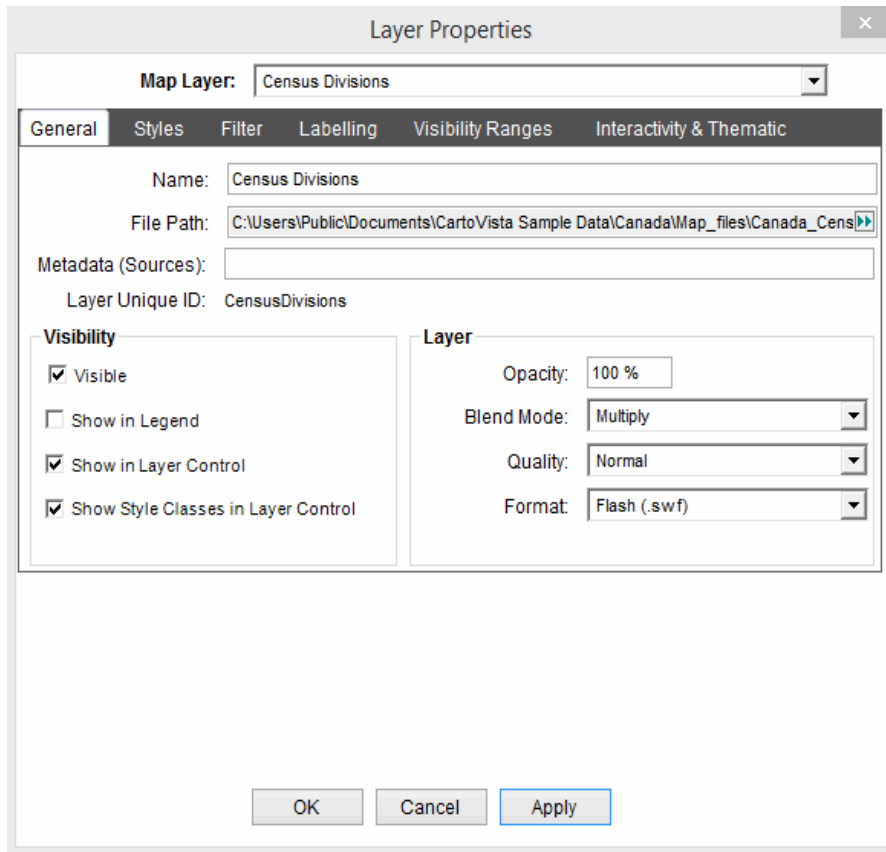 Layer Properties
Map Layer: Census Divisions
General Styles Filter Labelling Visibility Ranges Interactivity & Thematic
Name: Census Divisions
File Path: C:\Users\Public\Documents\CartoVista Sample Data\Canada\Map_files\Canada_Cens
Metadata (Sources):
Layer Unique ID: CensusDivisions
Visibility
Visible
Show in Legend
Show in Layer Control
Show Style Classes in Layer Control
Layer
Opacity: 100 %
Blend Mode: Multiply
Quality: Normal
Format: Flash (.swf)
OK Cancel Apply